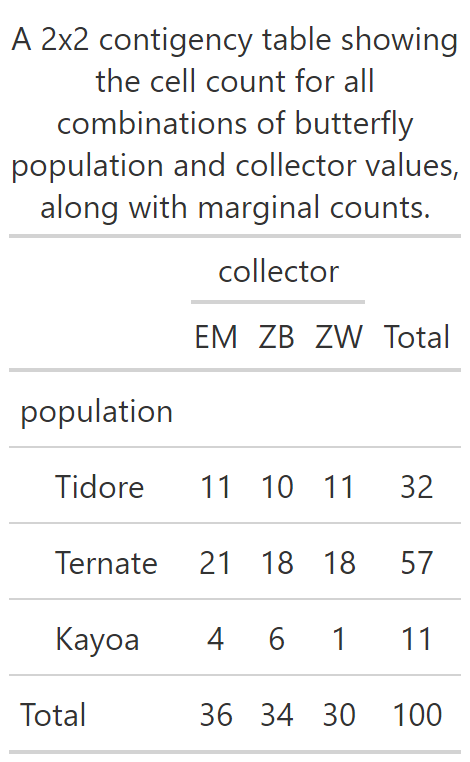 A 2x2 contigency table showing
the cell count for all
combinations of butterfly
population and collector values,
along with marginal counts.
collector
EM ZB ZW Total
population
Tidore 11 10 11 32
Ternate 21 18 18 57
Kayoa 4 6 1 11
Total 36 34 30 100